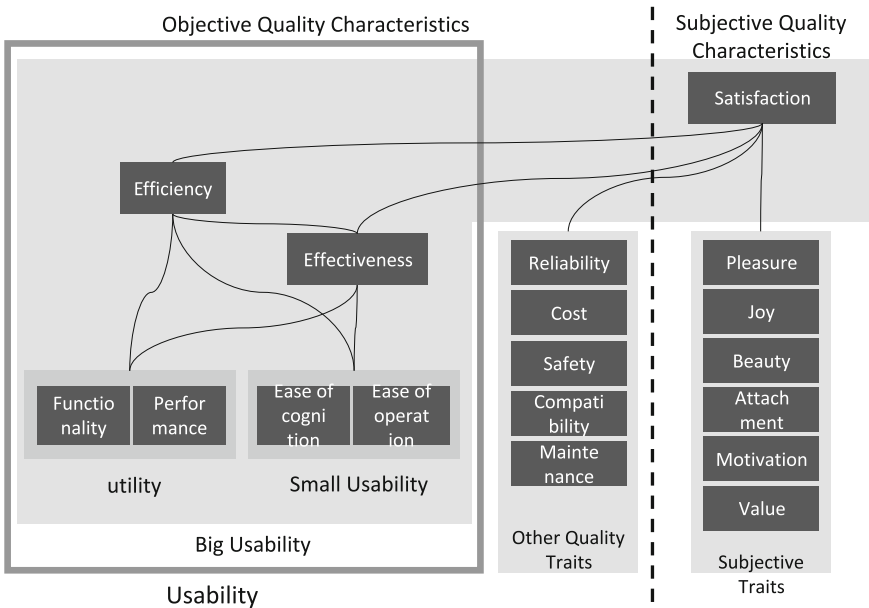 Objective Quality Characteristics
Subjective Quality
Characteristics
Satisfaction
Efficiency
Effectiveness
Functio
nality
Perfor
mance
utility
Ease of
cogni
tion
Ease of
operat
ion
Small Usability
Big Usability
Usability
Reliability
Cost
Safety
Compati
bility
Mainte
nance
Other Quality
Traits
Pleasure
Joy
Beauty
Attach
ment
Motivation
Value
Subjective
Traits